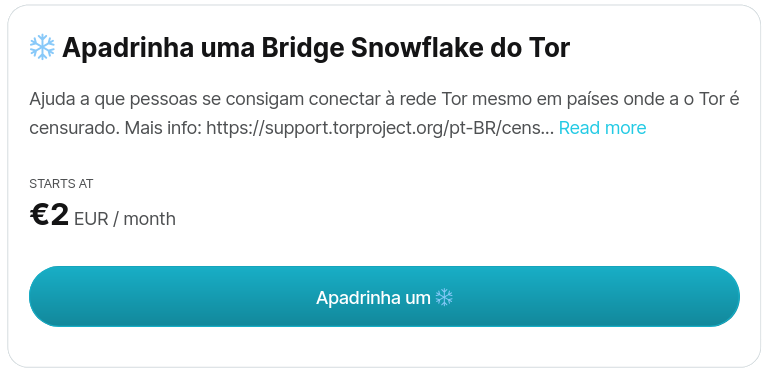 ❄️ Apadrinha uma Bridge Snowflake do Tor
Ajuda a que pessoas se consigam conectar à rede Tor mesmo em países onde a o Tor é
censurado. Mais info: https://support.torproject.org/pt-BR/cens... Read more
STARTS AT
€2 EUR / month
Apadrinha um ❄️